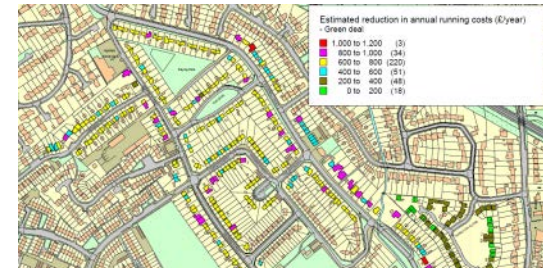 Estimated reduction in annual running costs (£/year)
- Green deal
1,000 to 1,200 (3)
800 to 1,000 (34)
600 to 800 (220)
400 to 600 (51)
200 to 400 (48)
0 to 200 (18)